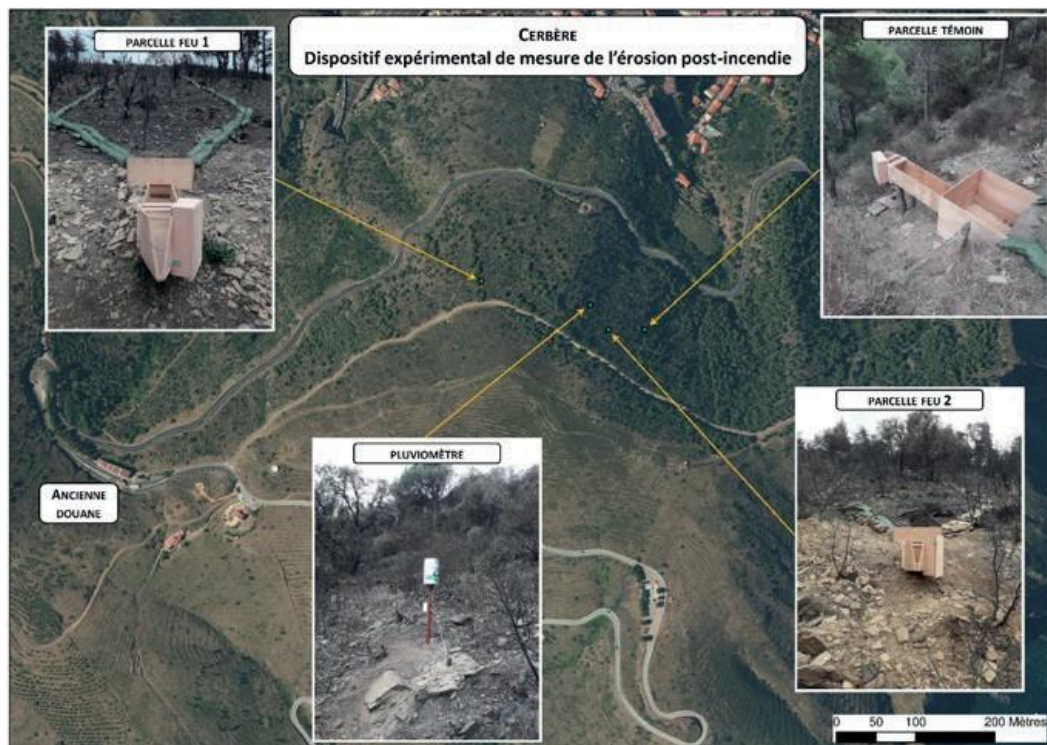 PARCELLE FEU 1
CERBÈRE
Dispositif expérimental de mesure de l'érosion post-incendie
PARCELLE TÉMOIN
PARCELLE FEU 2
PLUVIOMÈTRE
ANCIENNE
DOUANE
0 50 100 200 Mètres